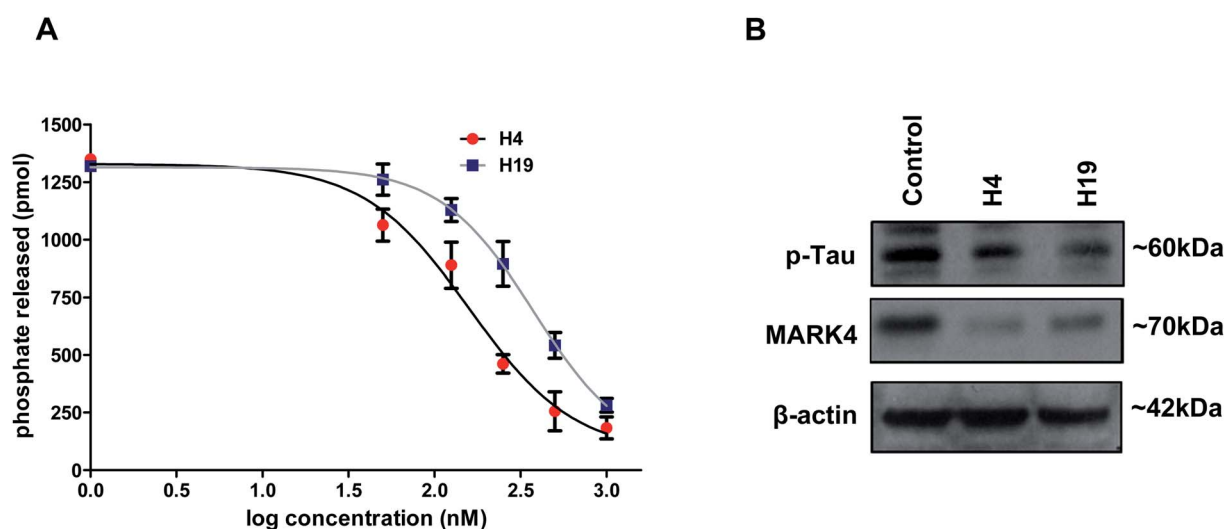 A
phosphate released (pmol)
1500
1250
1000
750
500
250
0
0.0 0.5 1.0 1.5 2.0 2.5 3.0
log concentration (nM)
H4
H19
B
Control H4 H19
p-Tau ~60kDa
MARK4 ~70kDa
β-actin ~42kDa